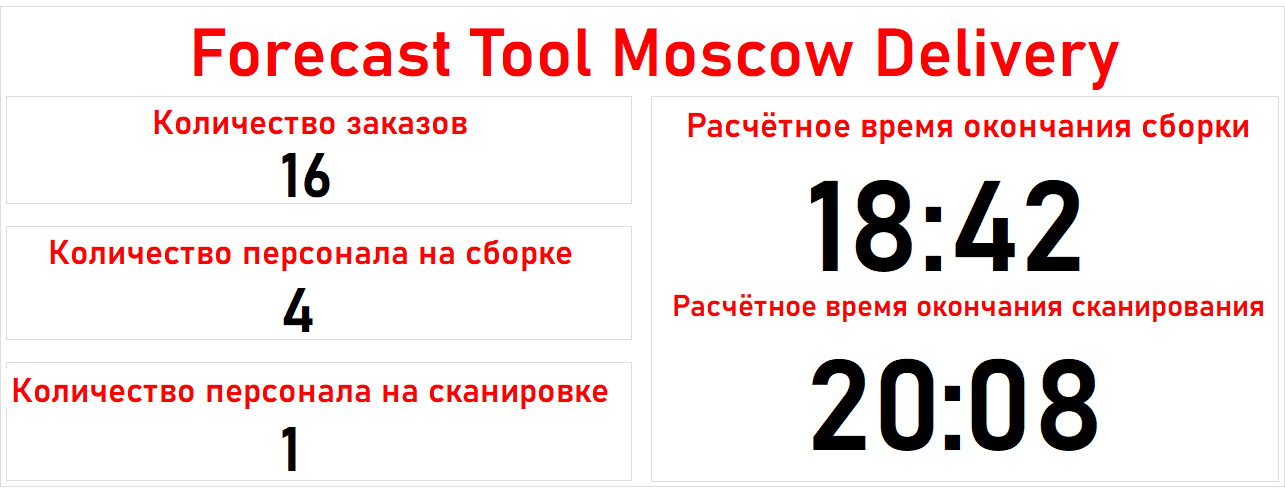 Forecast Tool Moscow Delivery
Количество заказов
16
Количество персонала на сборке
4
Количество персонала на сканировке
1
Расчётное время окончания сборки
18:42
Расчётное время окончания сканирования
20:08